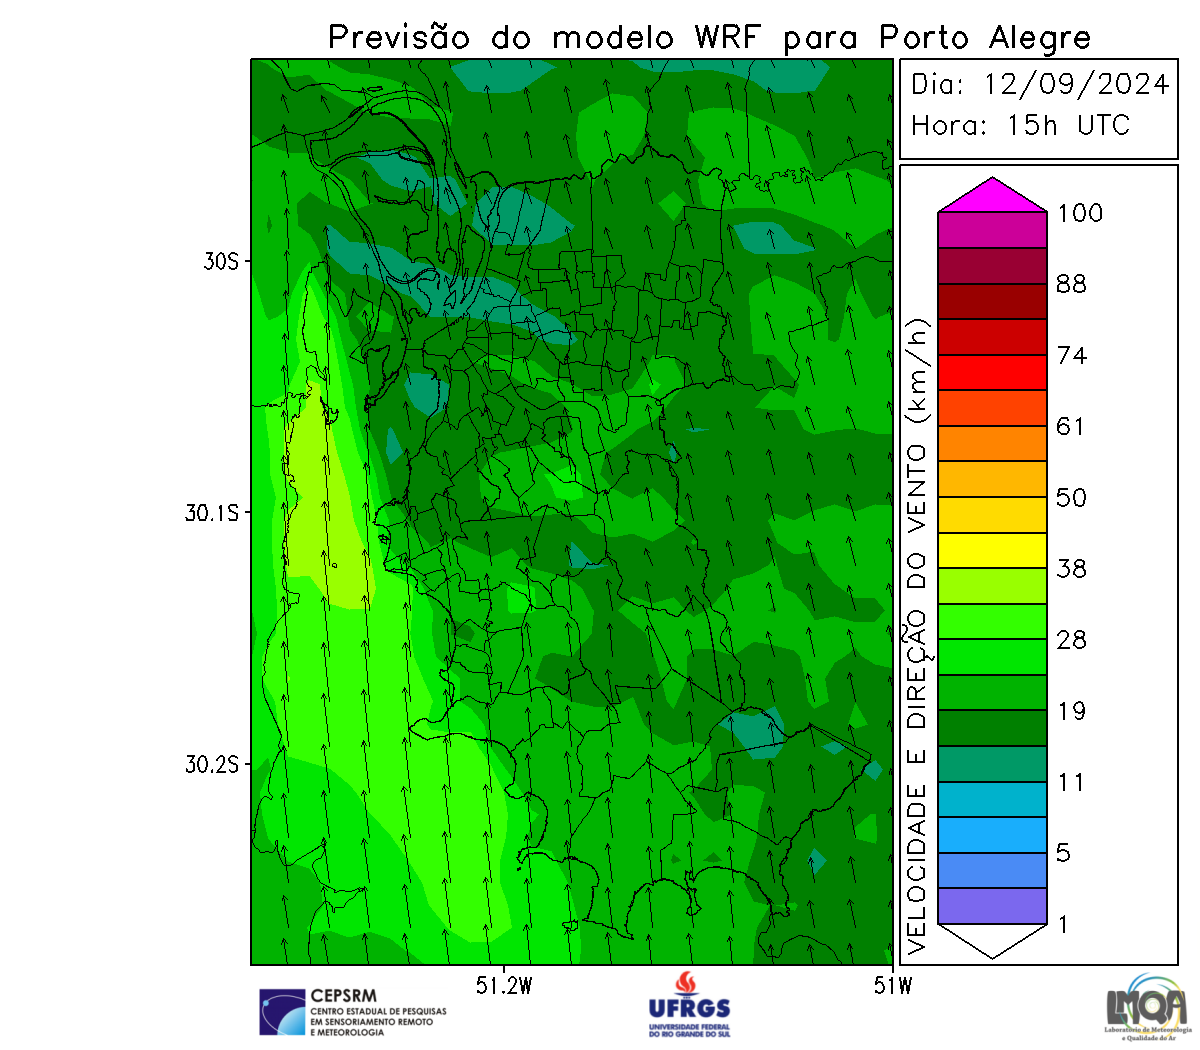 Previsão do modelo WRF para Porto Alegre
Dia: 12/09/2024
Hora: 15h UTC
30S
30.1S
30.2S
51.2W
51W
VELOCIDADE E DIREÇÃO DO VENTO (km/h)
100
88
74
61
50
38
28
19
11
5
1
CEPSRM
CENTRO ESTADUAL DE PESQUISAS
EM SENSORIAMENTO REMOTO
E METEOROLOGIA
UFRGS
UNIVERSIDADE FEDERAL
DO RIO GRANDE DO SUL
LMQA
Laboratório de Meteorologia
e Qualidade do Ar